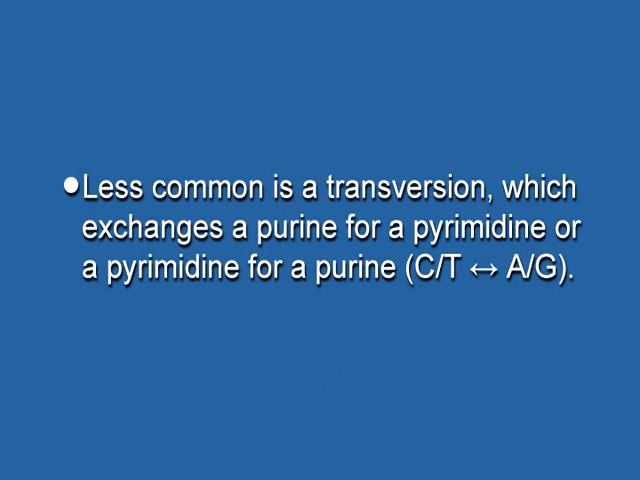 •Less common is a transversion, which
exchanges a purine for a pyrimidine or
a pyrimidine for a purine (C/T ↔ A/G).